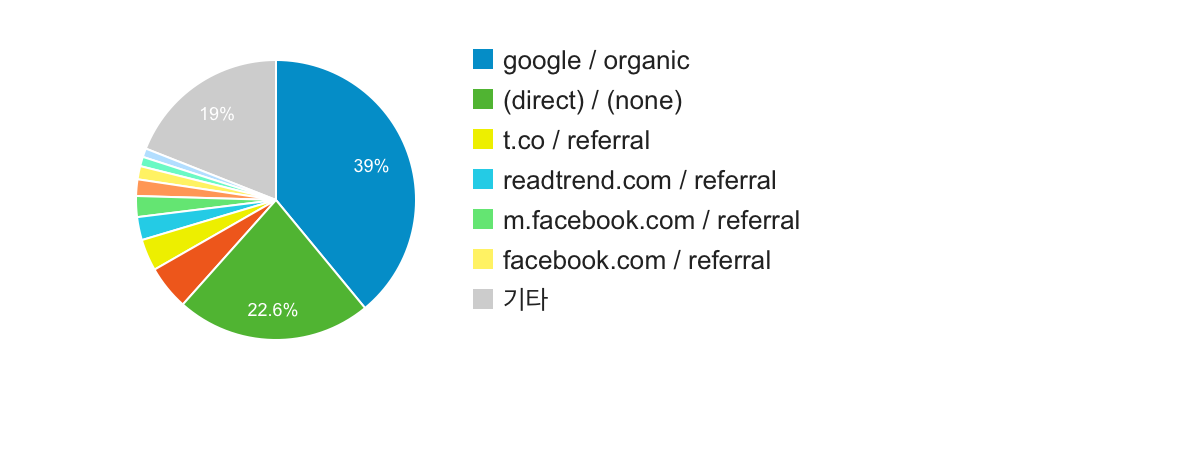 google / organic
(direct) / (none)
t.co / referral
readtrend.com / referral
m.facebook.com / referral
facebook.com / referral
기타
19%
39%
22.6%